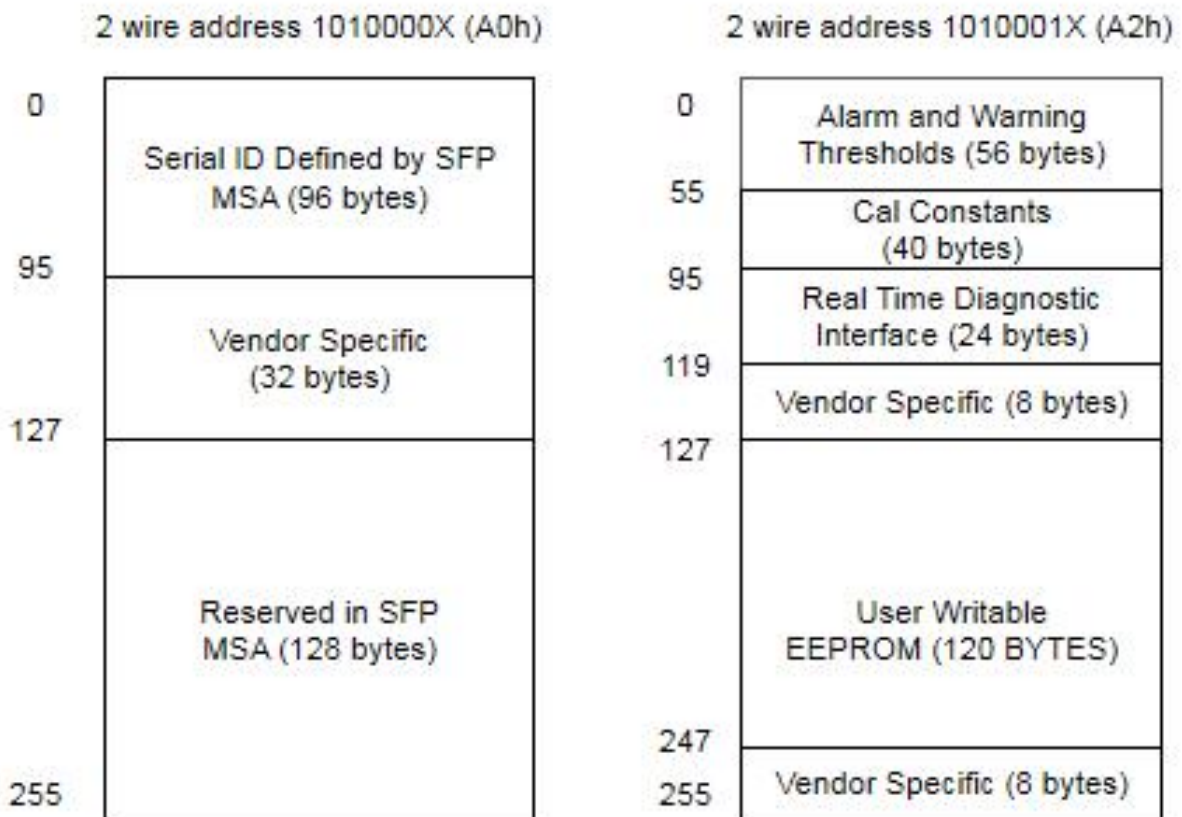 2 wire address 1010000X (A0h)
0
Serial ID Defined by SFP
MSA (96 bytes)
95
Vendor Specific
(32 bytes)
127
Reserved in SFP
MSA (128 bytes)
255
2 wire address 1010001X (A2h)
0
Alarm and Warning
Thresholds (56 bytes)
55
Cal Constants
(40 bytes)
95
Real Time Diagnostic
Interface (24 bytes)
119
Vendor Specific (8 bytes)
127
User Writable
EEPROM (120 BYTES)
247
Vendor Specific (8 bytes)
255